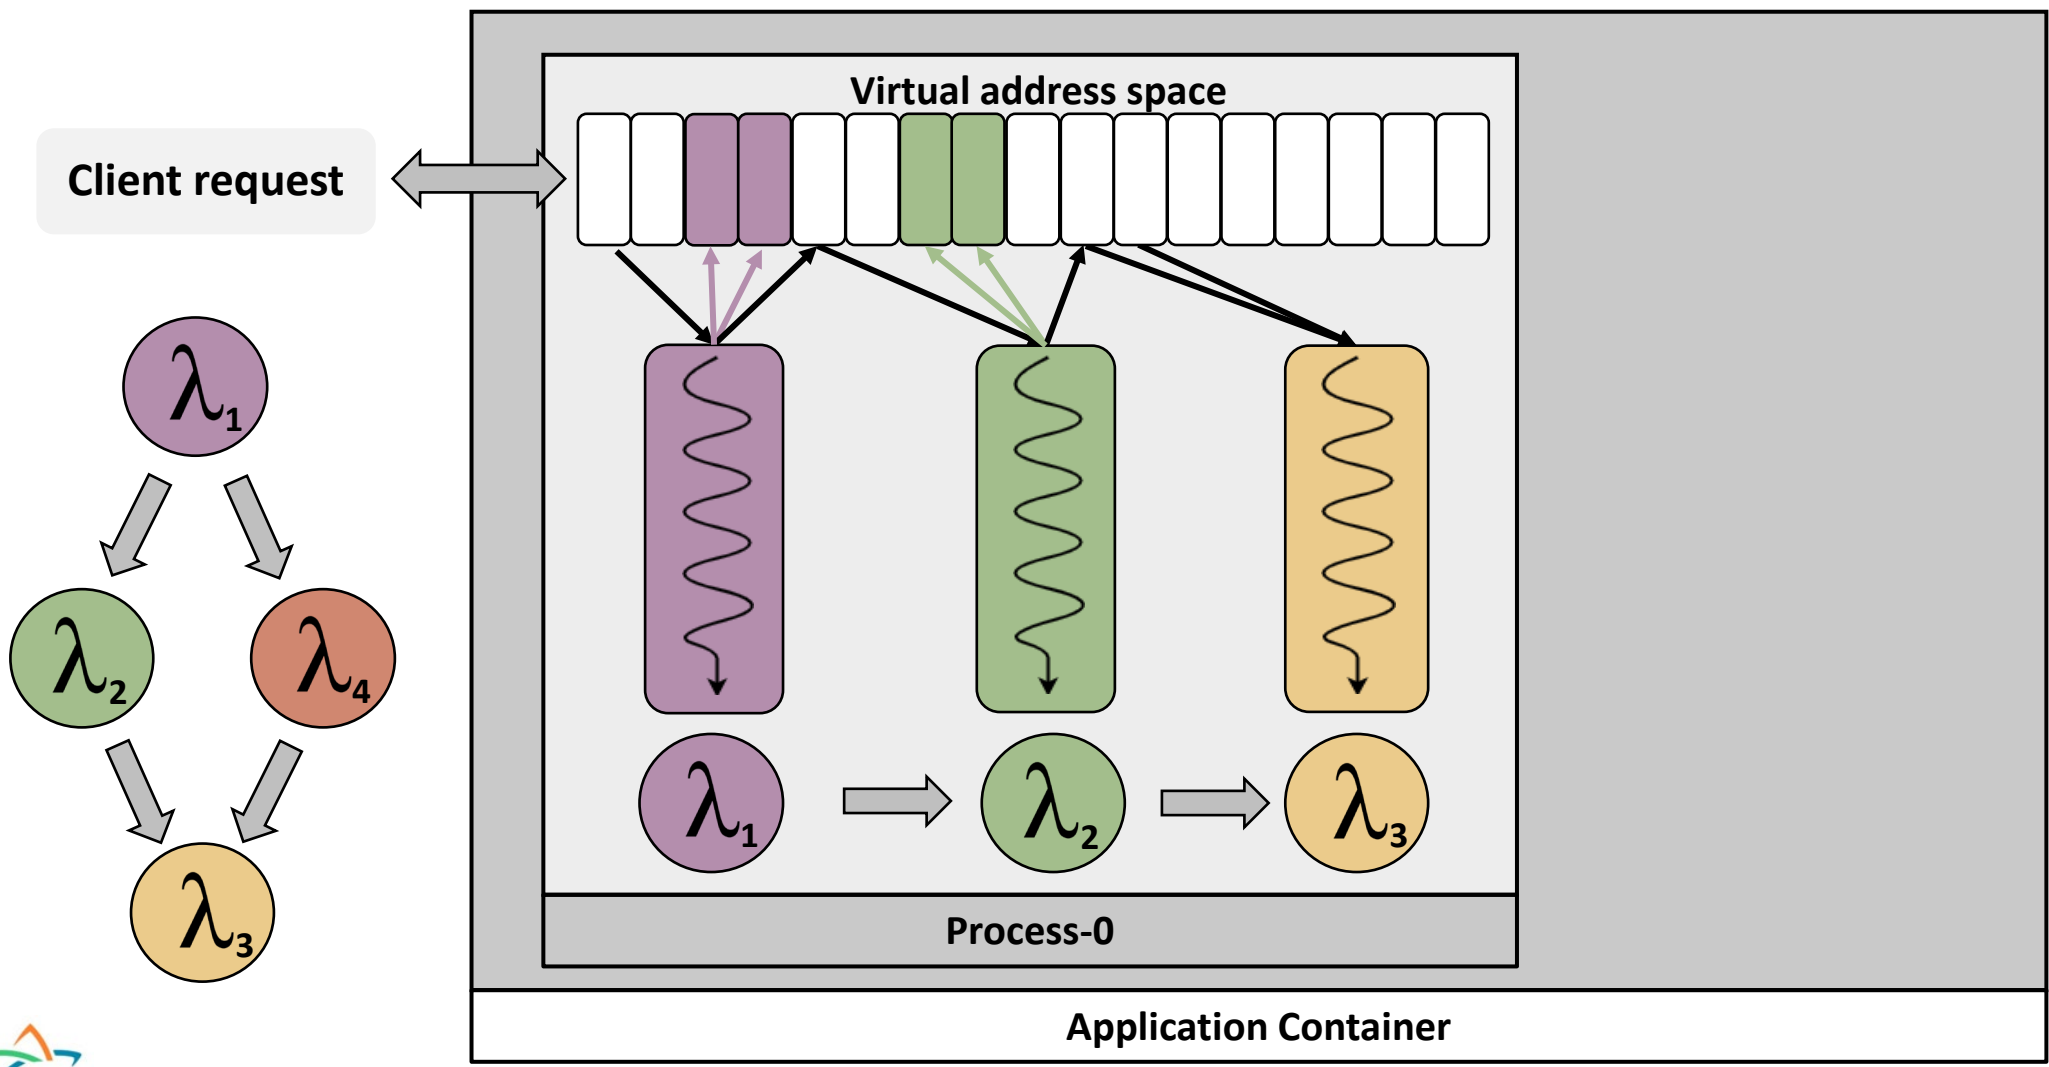 Virtual address space
Client request
λ1
λ2
λ4
λ3
λ1
λ2
λ3
Process-0
Application Container